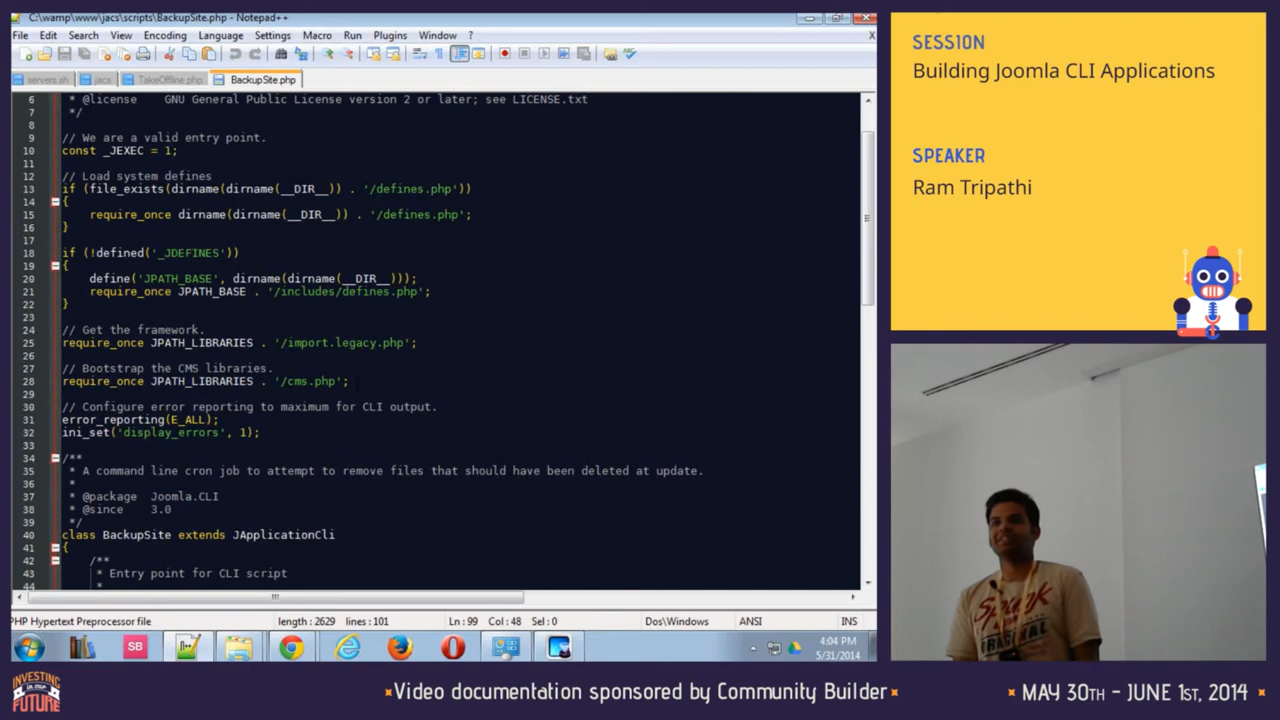 C:\wamp\www\jacs\scripts\BackupSite.php - Notepad++
File Edit Search View Encoding Language Settings Macro Run Plugins Window ?
servers.sh jacs TakeOffline.php BackupSite.php
6 * @license GNU General Public License version 2 or later; see LICENSE.txt
7 */
8
9 // We are a valid entry point.
10 const _JEXEC = 1;
11
12 // Load system defines
13 if (file_exists(dirname(dirname(__DIR__)) . '/defines.php'))
14 {
15 require_once dirname(dirname(__DIR__)) . '/defines.php';
16 }
17
18 if (!defined('_JDEFINES'))
19 {
20 define('JPATH_BASE', dirname(dirname(__DIR__)));
21 require_once JPATH_BASE . '/includes/defines.php';
22 }
23
24 // Get the framework.
25 require_once JPATH_LIBRARIES . '/import.legacy.php';
26
27 // Bootstrap the CMS libraries.
28 require_once JPATH_LIBRARIES . '/cms.php';
29
30 // Configure error reporting to maximum for CLI output.
31 error_reporting(E_ALL);
32 ini_set('display_errors', 1);
33
34 /**
35 * A command line cron job to attempt to remove files that should have been deleted at update.
36 *
37 * @package Joomla.CLI
38 * @since 3.0
39 */
40 class BackupSite extends JApplicationCli
41 {
42 /**
43 * Entry point for CLI script
44 *
PHP Hypertext Preprocessor file length : 2629 lines : 101 Ln : 99 Col : 48 Sel : 0 Dos\Windows ANSI INS
SB
4:04 PM
5/31/2014
SESSION
Building Joomla CLI Applications
SPEAKER
Ram Tripathi
INVESTING
IN OUR
FUTURE
Video documentation sponsored by Community Builder
MAY 30TH - JUNE 1ST, 2014